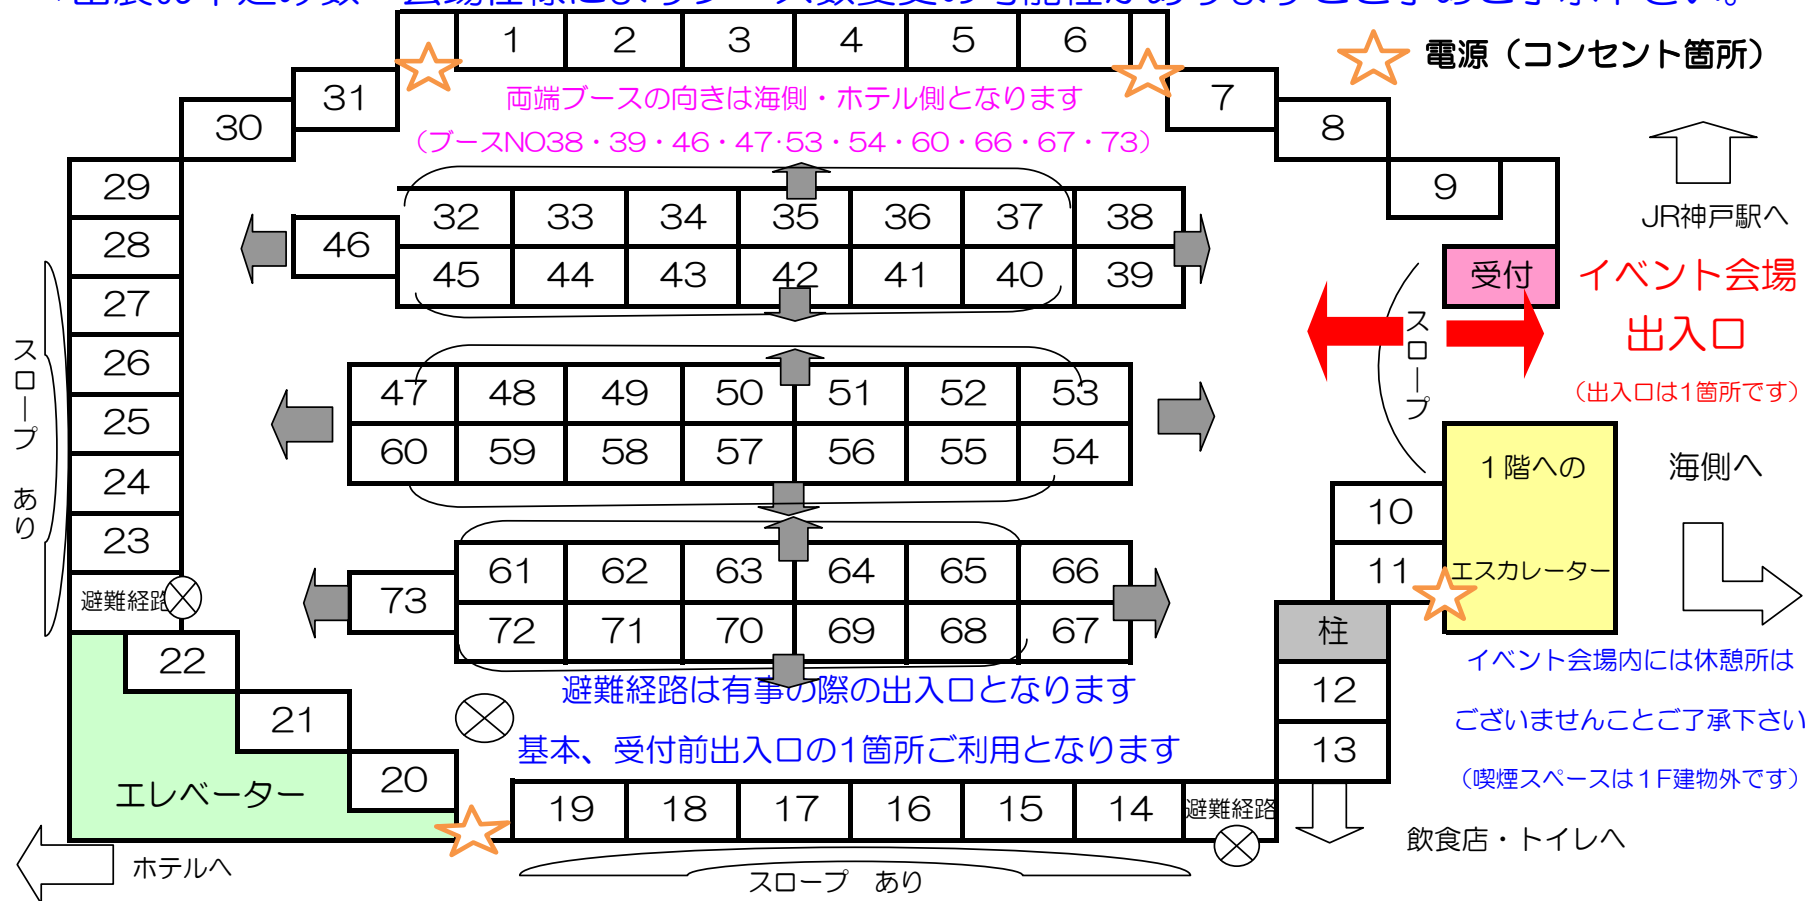 電源（コンセント箇所）
1 2 3 4 5 6
31 7
両端ブースの向きは海側・ホテル側となります
30 8
（ブースNO38・39・46・47･53・54・60・66・67・73）
29 9
32 33 34 35 36 37 38
JR神戸駅へ
28 46
45 44 43 42 41 40 39
受付
イベント会場
27
出入口
スロープ
26
（出入口は1箇所です）
47 48 49 50 51 52 53
25
60 59 58 57 56 55 54
スロープ あり
24
1階への
海側へ
10
23
エスカレーター
11
61 62 63 64 65 66
避難経路
73
72 71 70 69 68 67
柱
22
イベント会場内には休憩所は
避難経路は有事の際の出入口となります
12
21
ございませんことご了承下さい
基本、受付前出入口の1箇所ご利用となります
13
20
（喫煙スペースは1F建物外です）
エレベーター
19 18 17 16 15 14
避難経路
飲食店・トイレへ
ホテルへ
スロープ あり